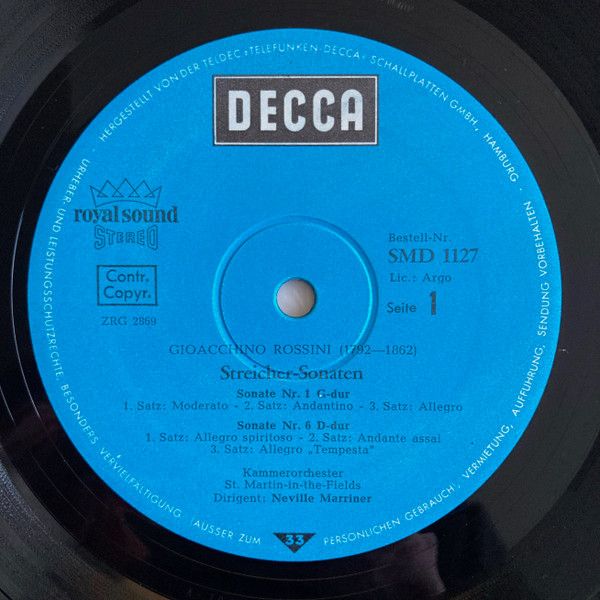 HERGESTELLT VON DER TELDEC »TELEFUNKEN-DECCA« SCHALLPLATTEN GMBH, HAMBURG ·
URHEBER- UND LEISTUNGSSCHUTZRECHTE, BESONDERS VERVIELFÄLTIGUNG (AUSSER ZUM PERSÖNLICHEN GEBRAUCH), VERMIETUNG, AUFFÜHRUNG, SENDUNG VORBEHALTEN
DECCA
royal sound
STEREO
Contr.
Copyr.
ZRG 2869
Bestell-Nr.
SMD 1127
Lic.: Argo
Seite 1
GIOACCHINO ROSSINI (1792—1862)
Streicher-Sonaten
Sonate Nr. 1 G-dur
1. Satz: Moderato - 2. Satz: Andantino - 3. Satz: Allegro
Sonate Nr. 6 D-dur
1. Satz: Allegro spiritoso - 2. Satz: Andante assai
3. Satz: Allegro „Tempesta"
Kammerorchester
St. Martin-in-the-Fields
Dirigent: Neville Marriner
33